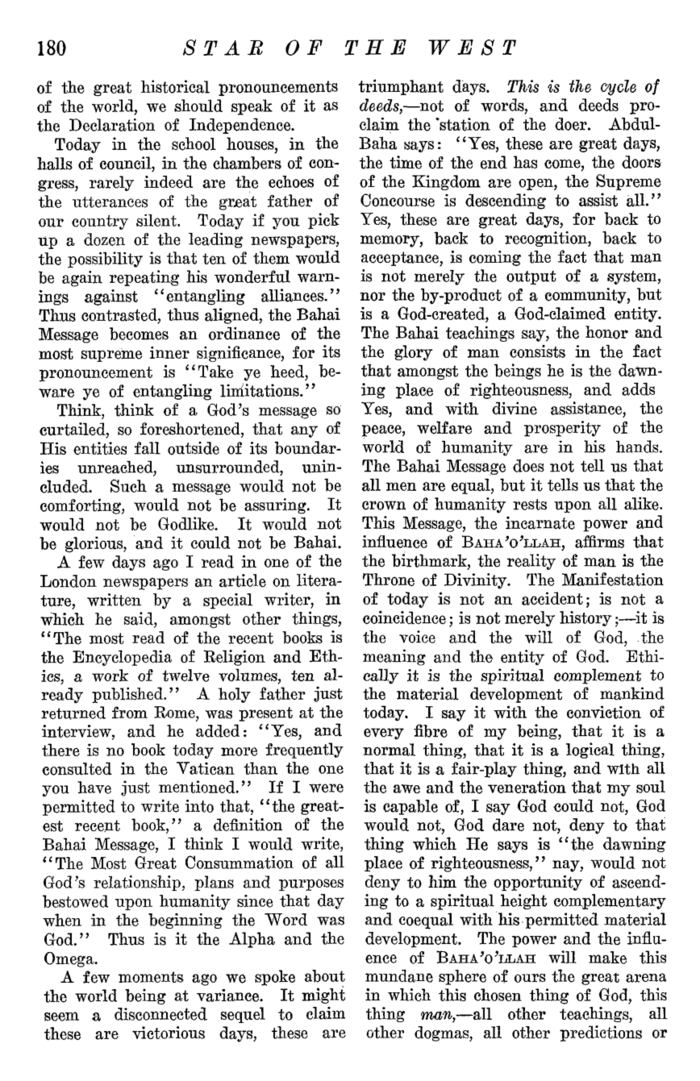 180 STAR OF THE WEST
of the great historical pronouncements
of the world, we should speak of it as
the Declaration of Independence.
Today in the school houses, in the
halls of council, in the chambers of con-
gress, rarely indeed are the echoes of
the utterances of the great father of
our country silent. Today if you pick
up a dozen of the leading newspapers,
the possibility is that ten of them would
be again repeating his wonderful warn-
ings against "entangling alliances."
Thus contrasted, thus aligned, the Bahai
Message becomes an ordinance of the
most supreme inner significance, for its
pronouncement is "Take ye heed, be-
ware ye of entangling limitations."
Think, think of a God's message so
curtailed, so foreshortened, that any of
His entities fall outside of its boundar-
ies unreached, unsurrounded, unin-
cluded. Such a message would not be
comforting, would not be assuring. It
would not be Godlike. It would not
be glorious, and it could not be Bahai.
A few days ago I read in one of the
London newspapers an article on litera-
ture, written by a special writer, in
which he said, amongst other things,
"The most read of the recent books is
the Encyclopedia of Religion and Eth-
ics, a work of twelve volumes, ten al-
ready published." A holy father just
returned from Rome, was present at the
interview, and he added: "Yes, and
there is no book today more frequently
consulted in the Vatican than the one
you have just mentioned." If I were
permitted to write into that, "the great-
est recent book," a definition of the
Bahai Message, I think I would write,
"The Most Great Consummation of all
God's relationship, plans and purposes
bestowed upon humanity since that day
when in the beginning the Word was
God." Thus is it the Alpha and the
Omega.
A few moments ago we spoke about
the world being at variance. It might
seem a disconnected sequel to claim
these are victorious days, these are
triumphant days. This is the cycle of
deeds,—not of words, and deeds pro-
claim the station of the doer. Abdul-
Baha says: "Yes, these are great days,
the time of the end has come, the doors
of the Kingdom are open, the Supreme
Concourse is descending to assist all."
Yes, these are great days, for back to
memory, back to recognition, back to
acceptance, is coming the fact that man
is not merely the output of a system,
nor the by-product of a community, but
is a God-created, a God-claimed entity.
The Bahai teachings say, the honor and
the glory of man consists in the fact
that amongst the beings he is the dawn-
ing place of righteousness, and adds
Yes, and with divine assistance, the
peace, welfare and prosperity of the
world of humanity are in his hands.
The Bahai Message does not tell us that
all men are equal, but it tells us that the
crown of humanity rests upon all alike.
This Message, the incarnate power and
influence of BAHA'O'LLAH, affirms that
the birthmark, the reality of man is the
Throne of Divinity. The Manifestation
of today is not an accident; is not a
coincidence; is not merely history;—it is
the voice and the will of God, the
meaning and the entity of God. Ethi-
cally it is the spiritual complement to
the material development of mankind
today. I say it with the conviction of
every fibre of my being, that it is a
normal thing, that it is a logical thing,
that it is a fair-play thing, and with all
the awe and the veneration that my soul
is capable of, I say God could not, God
would not, God dare not, deny to that
thing which He says is "the dawning
place of righteousness," nay, would not
deny to him the opportunity of ascend-
ing to a spiritual height complementary
and coequal with his permitted material
development. The power and the influ-
ence of BAHA'O'LLAH will make this
mundane sphere of ours the great arena
in which this chosen thing of God, this
thing man,—all other teachings, all
other dogmas, all other predictions or